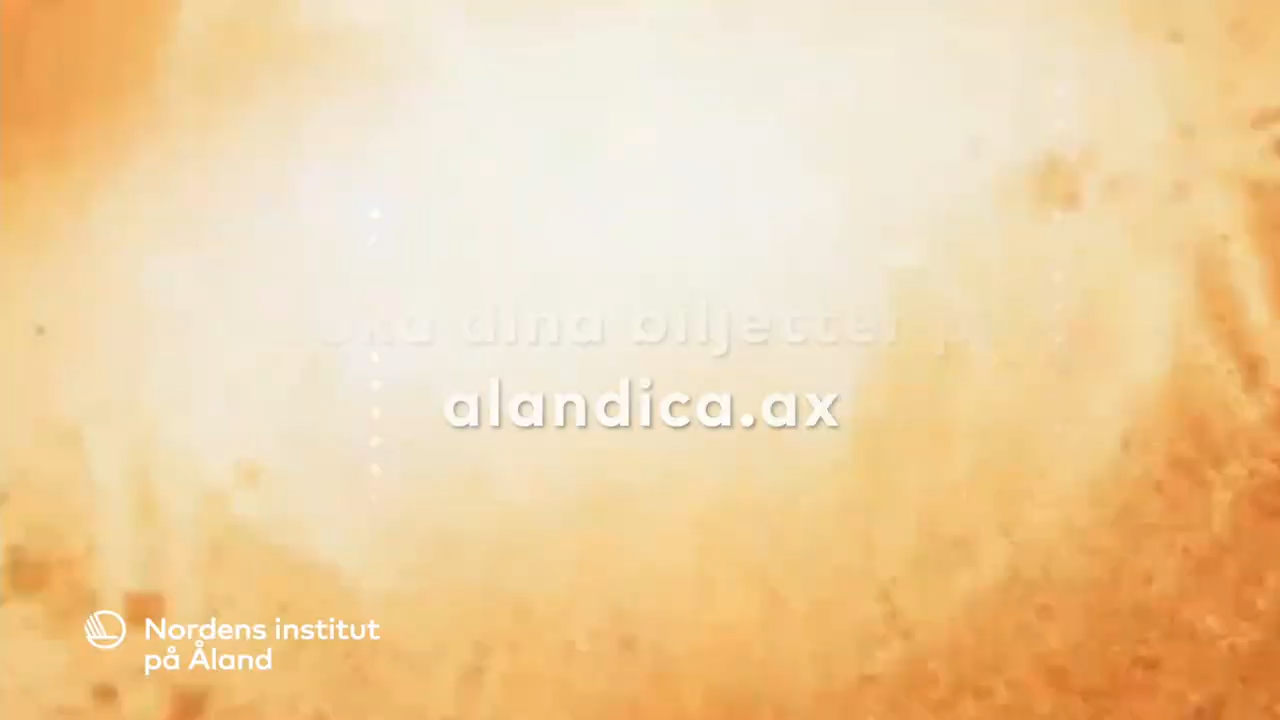 dina biljetter
alandica.ax
Nordens institut
på Åland